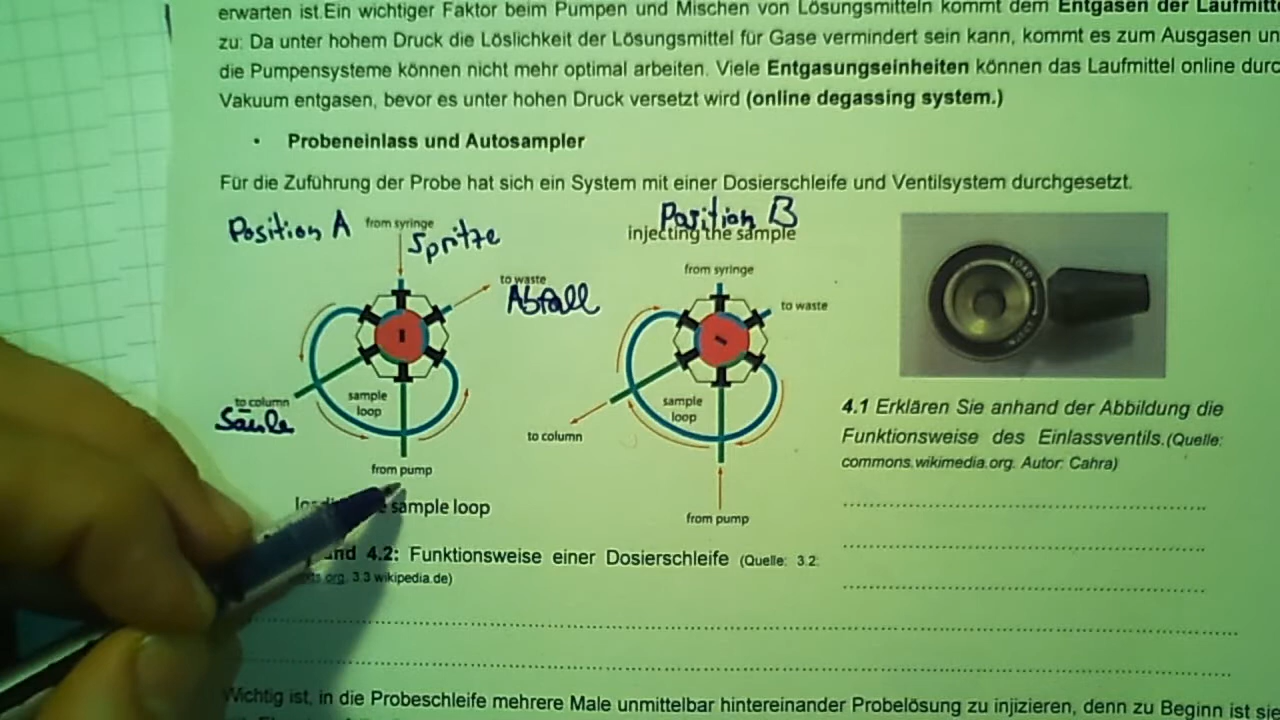 erwarten ist.Ein wichtiger Faktor beim Pumpen und Mischen von Lösungsmitteln kommt dem Entgasen der Laufmitte
zu: Da unter hohem Druck die Löslichkeit der Lösungsmittel für Gase vermindert sein kann, kommt es zum Ausgasen un
die Pumpensysteme können nicht mehr optimal arbeiten. Viele Entgasungseinheiten können das Laufmittel online durc
Vakuum entgasen, bevor es unter hohen Druck versetzt wird (online degassing system.)
• Probeneinlass und Autosampler
Für die Zuführung der Probe hat sich ein System mit einer Dosierschleife und Ventilsystem durchgesetzt.
Position A
from syringe
Spritze
to waste
Abfall
sample
loop
to column
Säule
from pump
sample loop
Position B
injecting the sample
from syringe
to waste
sample
loop
to column
from pump
LOAD
4.1 Erklären Sie anhand der Abbildung die
Funktionsweise des Einlassventils.(Quelle:
commons.wikimedia.org. Autor: Cahra)
und 4.2: Funktionsweise einer Dosierschleife (Quelle: 3.2:
org, 3.3 wikipedia.de)
Wichtig ist, in die Probeschleife mehrere Male unmittelbar hintereinander Probelösung zu injizieren, denn zu Beginn ist sie